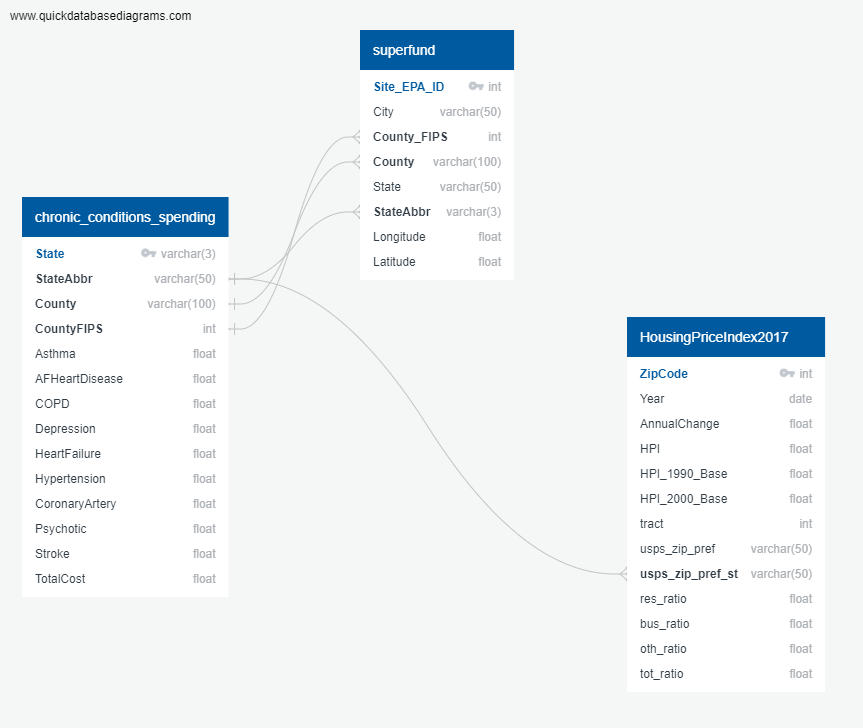 www.quickdatabasediagrams.com
superfund
Site_EPA_ID int
City varchar(50)
County_FIPS int
County varchar(100)
State varchar(50)
StateAbbr varchar(3)
Longitude float
Latitude float
chronic_conditions_spending
State varchar(3)
StateAbbr varchar(50)
County varchar(100)
CountyFIPS int
Asthma float
AFHeartDisease float
COPD float
Depression float
HeartFailure float
Hypertension float
CoronaryArtery float
Psychotic float
Stroke float
TotalCost float
HousingPriceIndex2017
ZipCode int
Year date
AnnualChange float
HPI float
HPI_1990_Base float
HPI_2000_Base float
tract int
usps_zip_pref varchar(50)
usps_zip_pref_st varchar(50)
res_ratio float
bus_ratio float
oth_ratio float
tot_ratio float